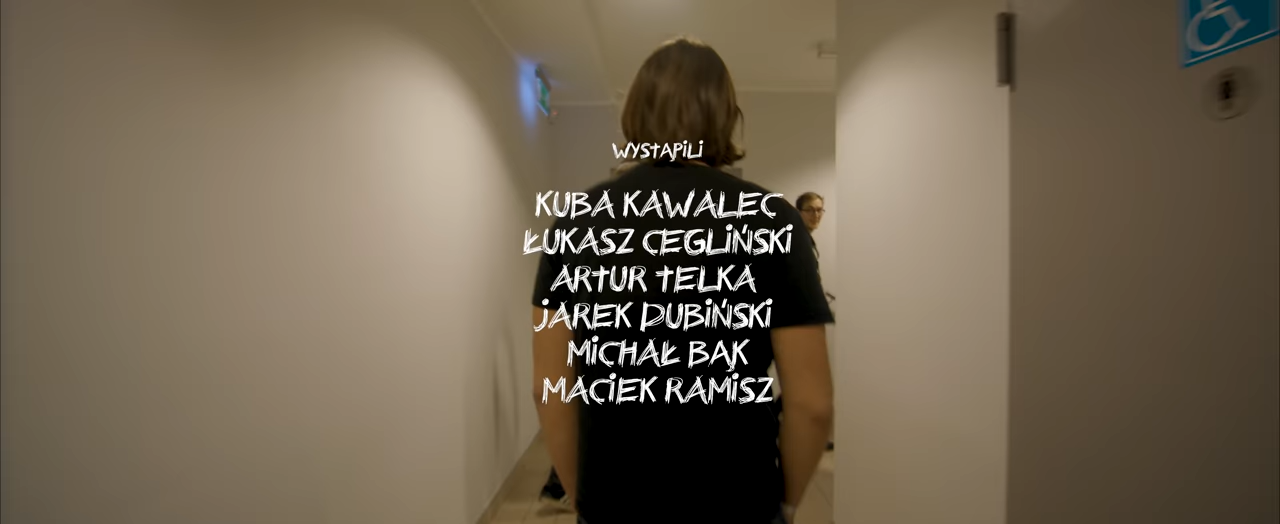 WYSTĄPILI
KUBA KAWALEC
ŁUKASZ CEGLIŃSKI
ARTUR TELKA
JAREK DUBIŃSKI
MICHAŁ BĄK
MACIEK RAMISZ